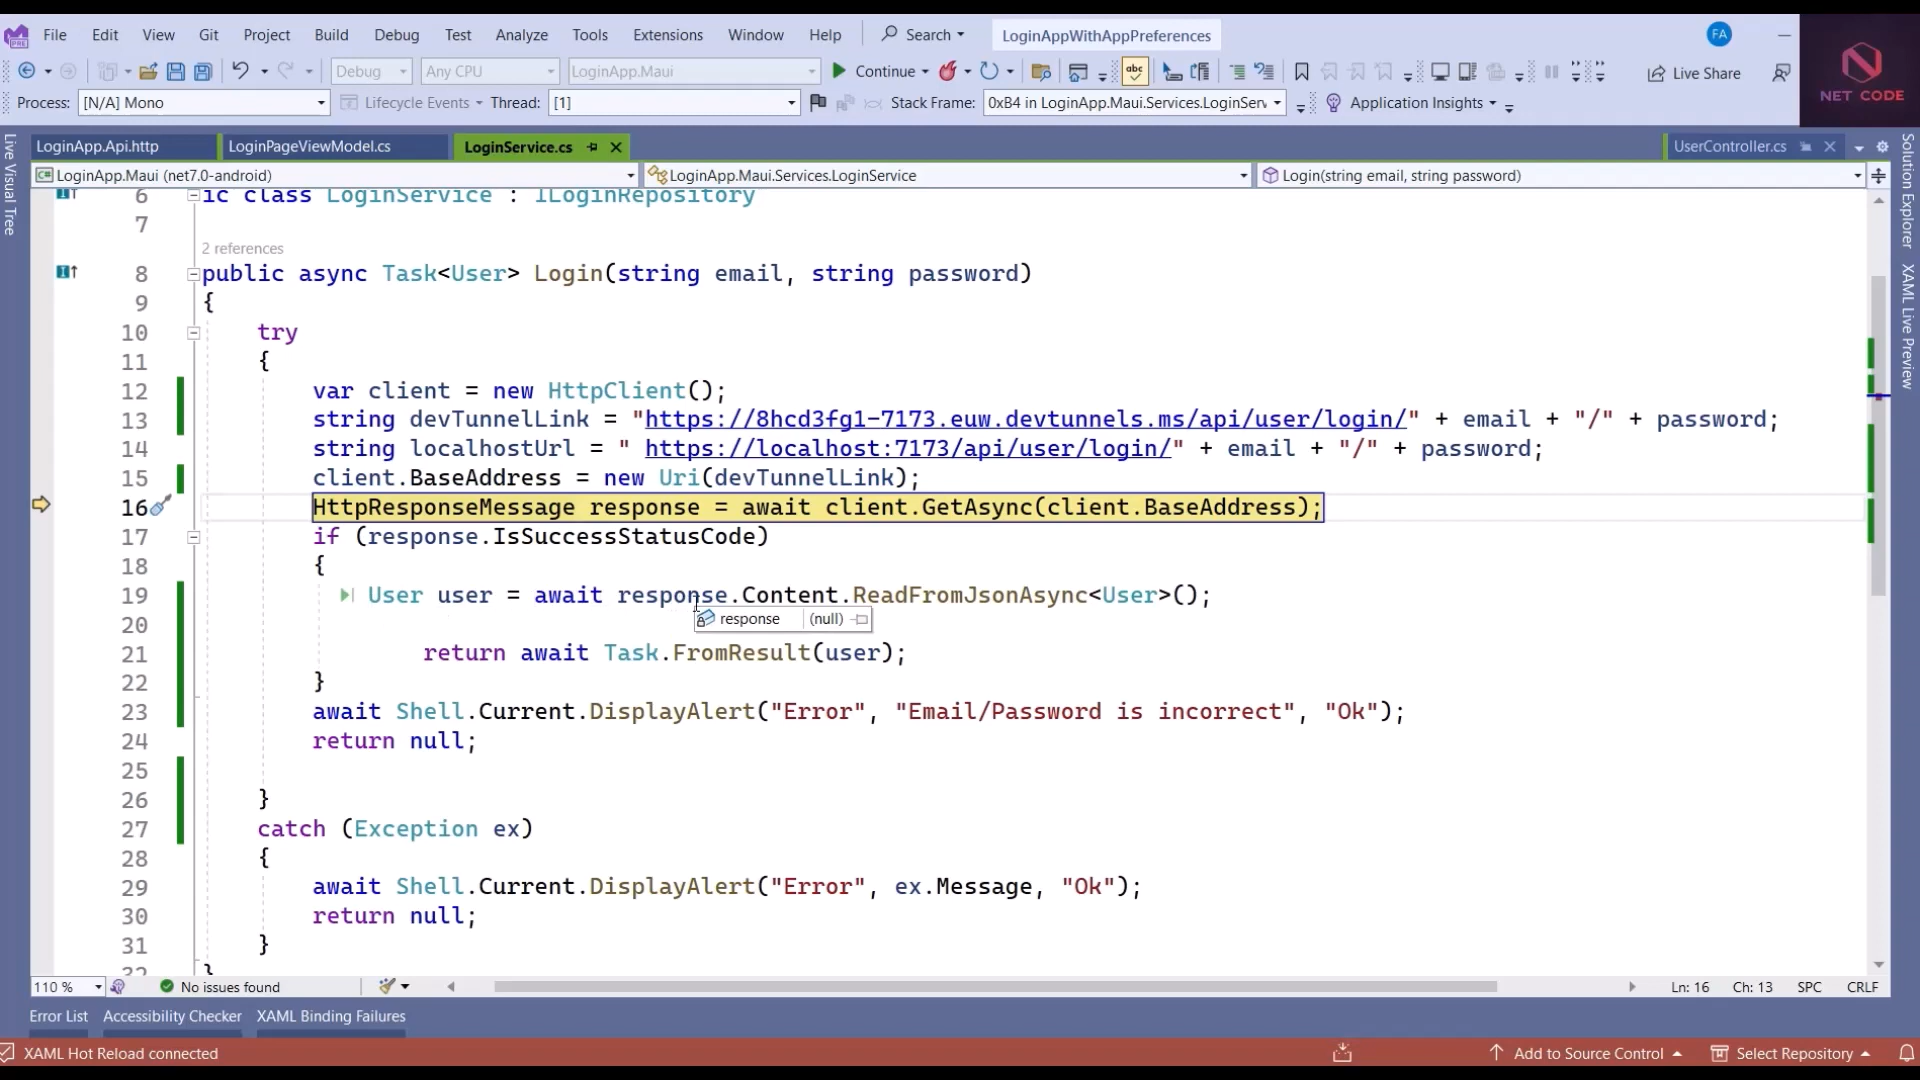 File Edit View Git Project Build Debug Test Analyze Tools Extensions Window Help Search LoginAppWithAppPreferences FA
Debug Any CPU LoginApp.Maui Continue Live Share
NET CODE
Process: [N/A] Mono Lifecycle Events Thread: [1] Stack Frame: 0xB4 in LoginApp.Maui.Services.LoginServ Application Insights
LoginApp.Api.http LoginPageViewModel.cs LoginService.cs UserController.cs
LoginApp.Maui (net7.0-android) LoginApp.Maui.Services.LoginService Login(string email, string password)
Live Visual Tree
Solution Explorer
XAML Live Preview
6 ic class LoginService : ILoginRepository
7
2 references
8 public async Task<User> Login(string email, string password)
9 {
10 try
11 {
12 var client = new HttpClient();
13 string devTunnelLink = "https://8hcd3fg1-7173.euw.devtunnels.ms/api/user/login/" + email + "/" + password;
14 string localhostUrl = " https://localhost:7173/api/user/login/" + email + "/" + password;
15 client.BaseAddress = new Uri(devTunnelLink);
16 HttpResponseMessage response = await client.GetAsync(client.BaseAddress);
17 if (response.IsSuccessStatusCode)
18 {
19 User user = await response.Content.ReadFromJsonAsync<User>();
response (null)
20
21 return await Task.FromResult(user);
22 }
23 await Shell.Current.DisplayAlert("Error", "Email/Password is incorrect", "Ok");
24 return null;
25
26 }
27 catch (Exception ex)
28 {
29 await Shell.Current.DisplayAlert("Error", ex.Message, "Ok");
30 return null;
31 }
32 }
110 % No issues found Ln: 16 Ch: 13 SPC CRLF
Error List Accessibility Checker XAML Binding Failures
XAML Hot Reload connected Add to Source Control Select Repository